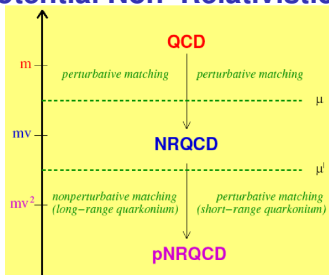 otential Non-Relativisti
QCD
m
perturbative matching perturbative matching
μ
mv
NRQCD
μ'
mv²
nonperturbative matching perturbative matching
(long-range quarkonium) (short-range quarkonium)
pNRQCD